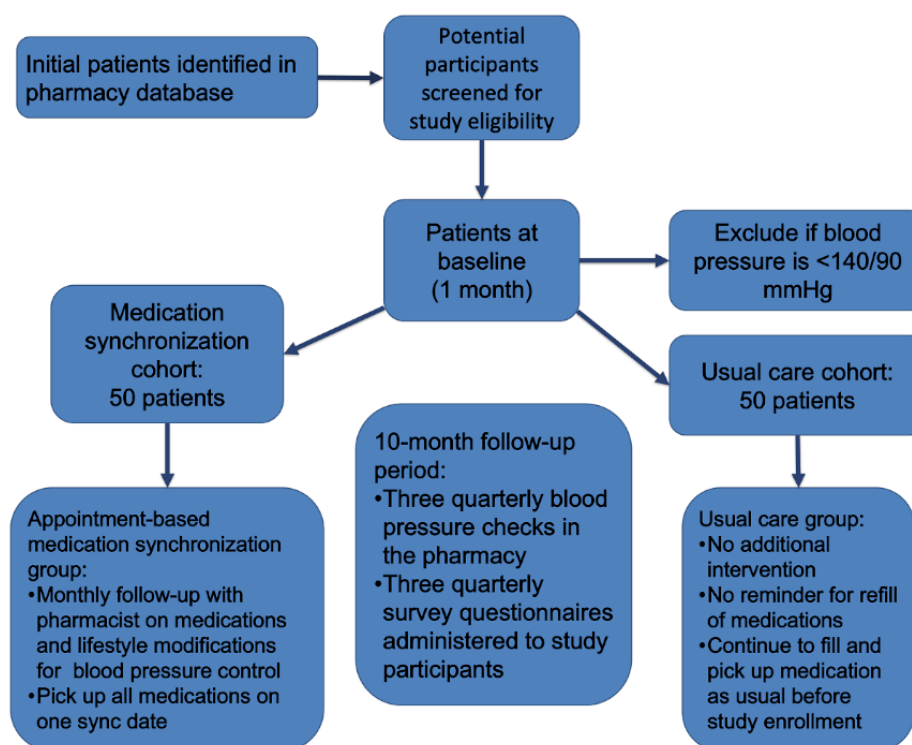 Initial patients identified in
pharmacy database
Potential
participants
screened for
study eligibility
Patients at
baseline
(1 month)
Exclude if blood
pressure is <140/90
mmHg
Medication
synchronization
cohort:
50 patients
Usual care cohort:
50 patients
Appointment-based
medication synchronization
group:
•Monthly follow-up with
pharmacist on medications
and lifestyle modifications
for blood pressure control
•Pick up all medications on
one sync date
10-month follow-up
period:
•Three quarterly blood
pressure checks in
the pharmacy
•Three quarterly
survey questionnaires
administered to study
participants
Usual care group:
•No additional
intervention
•No reminder for refill
of medications
•Continue to fill and
pick up medication
as usual before
study enrollment